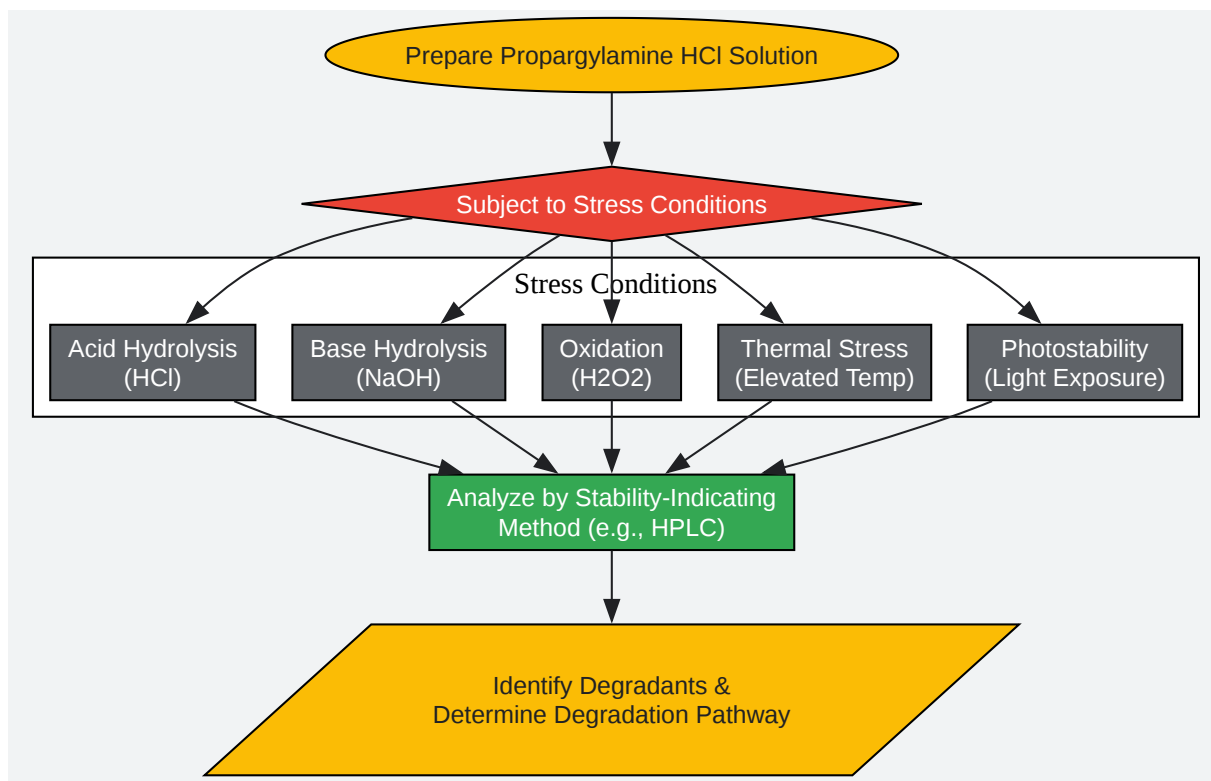 Prepare Propargylamine HCl Solution
Subject to Stress Conditions
Stress Conditions
Acid Hydrolysis
(HCl)
Base Hydrolysis
(NaOH)
Oxidation
(H2O2)
Thermal Stress
(Elevated Temp)
Photostability
(Light Exposure)
Analyze by Stability-Indicating
Method (e.g., HPLC)
Identify Degradants &
Determine Degradation Pathway